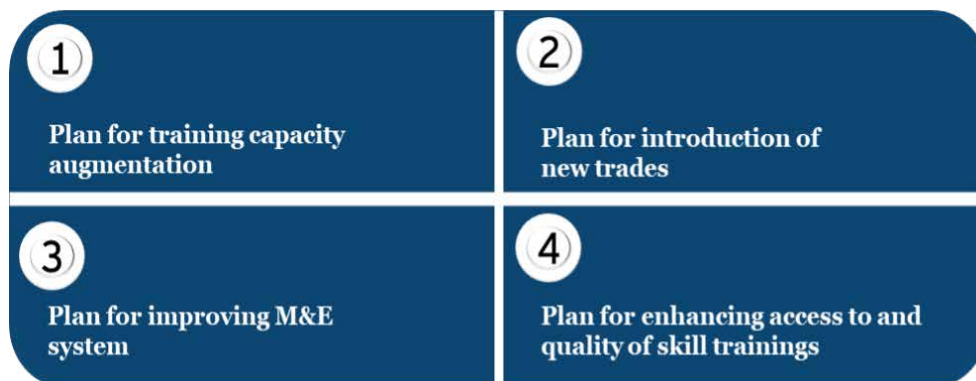 1
Plan for training capacity
augmentation
2
Plan for introduction of
new trades
3
Plan for improving M&E
system
4
Plan for enhancing access to and
quality of skill trainings